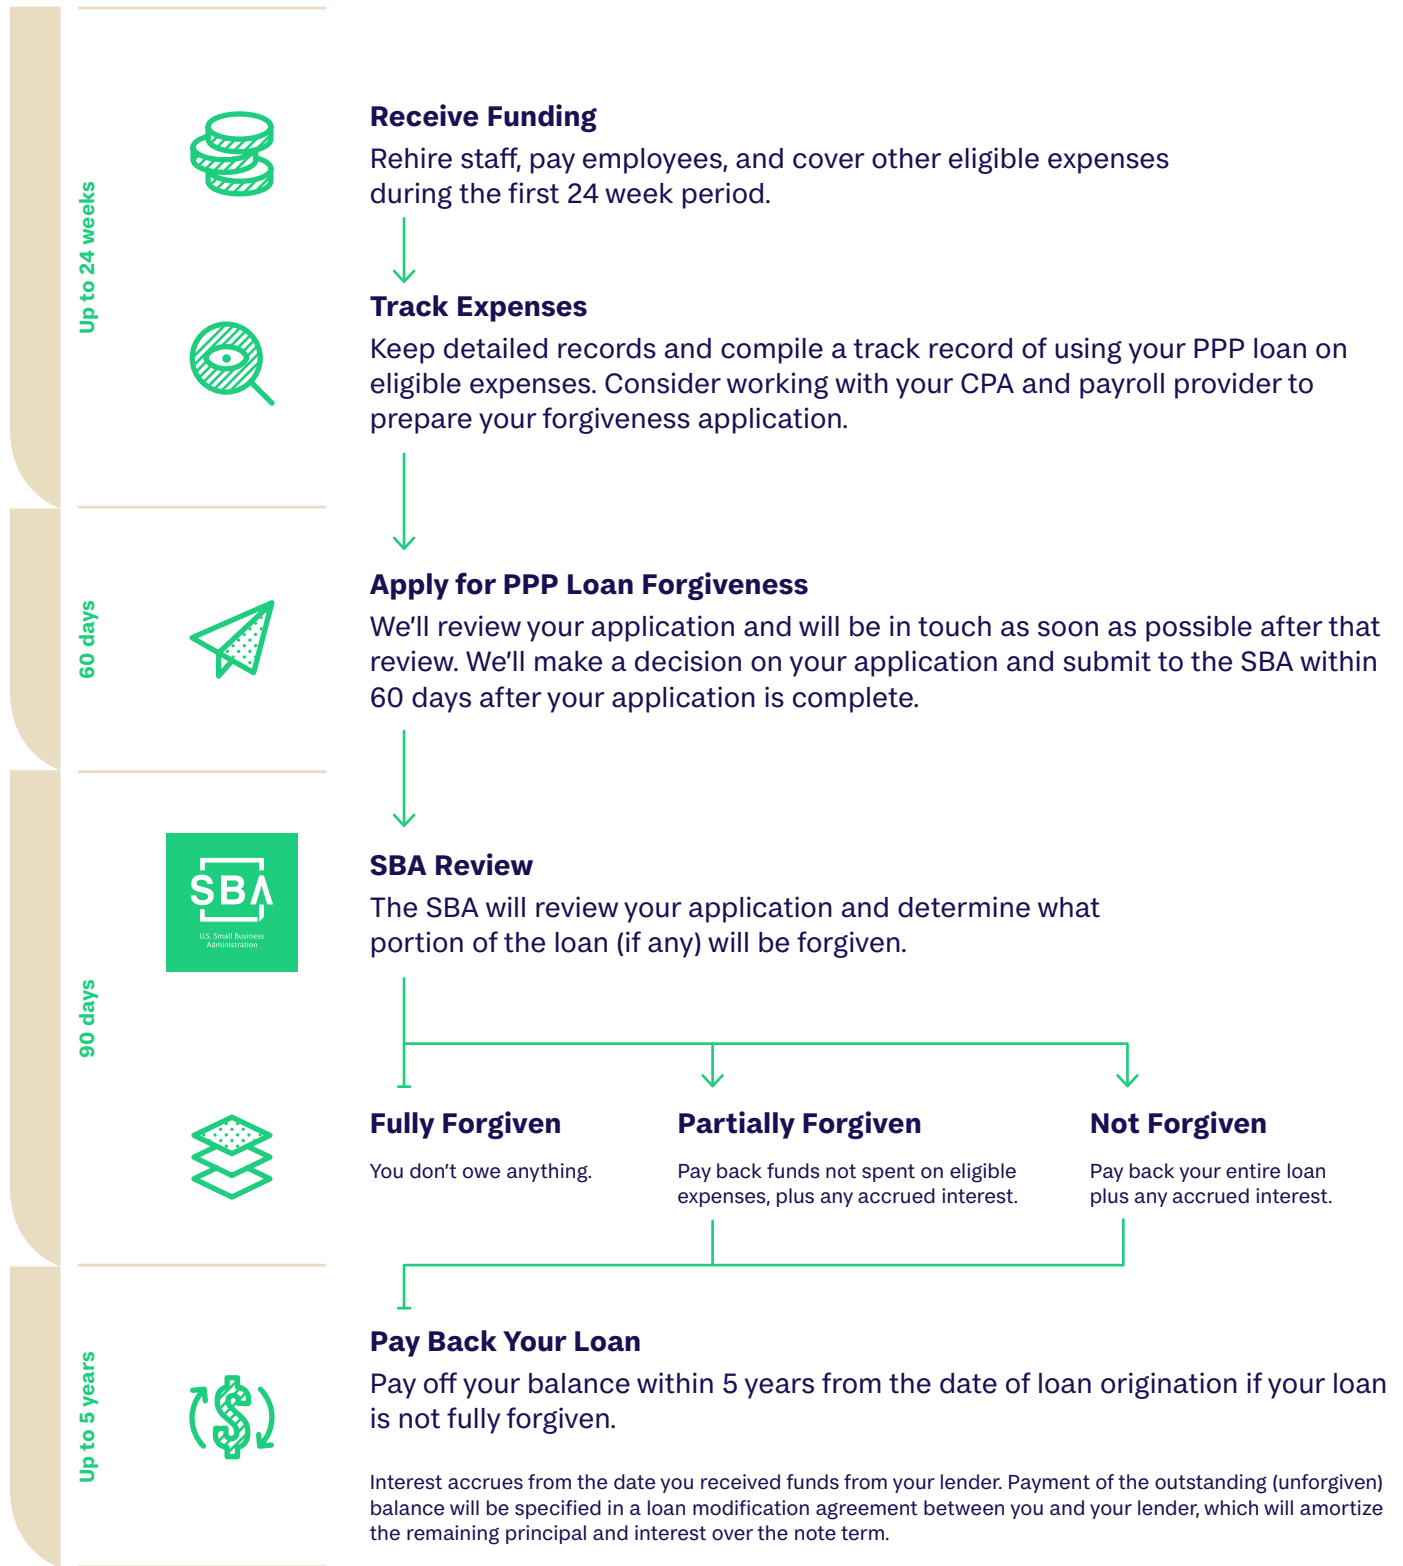 Up to 24 weeks
Receive Funding
Rehire staff, pay employees, and cover other eligible expenses
during the first 24 week period.
Track Expenses
Keep detailed records and compile a track record of using your PPP loan on
eligible expenses. Consider working with your CPA and payroll provider to
prepare your forgiveness application.
60 days
Apply for PPP Loan Forgiveness
We’ll review your application and will be in touch as soon as possible after that
review. We’ll make a decision on your application and submit to the SBA within
60 days after your application is complete.
90 days
SBA
U.S. Small Business
Administration
SBA Review
The SBA will review your application and determine what
portion of the loan (if any) will be forgiven.
Fully Forgiven
You don’t owe anything.
Partially Forgiven
Pay back funds not spent on eligible
expenses, plus any accrued interest.
Not Forgiven
Pay back your entire loan
plus any accrued interest.
Up to 5 years
Pay Back Your Loan
Pay off your balance within 5 years from the date of loan origination if your loan
is not fully forgiven.
Interest accrues from the date you received funds from your lender. Payment of the outstanding (unforgiven)
balance will be specified in a loan modification agreement between you and your lender, which will amortize
the remaining principal and interest over the note term.